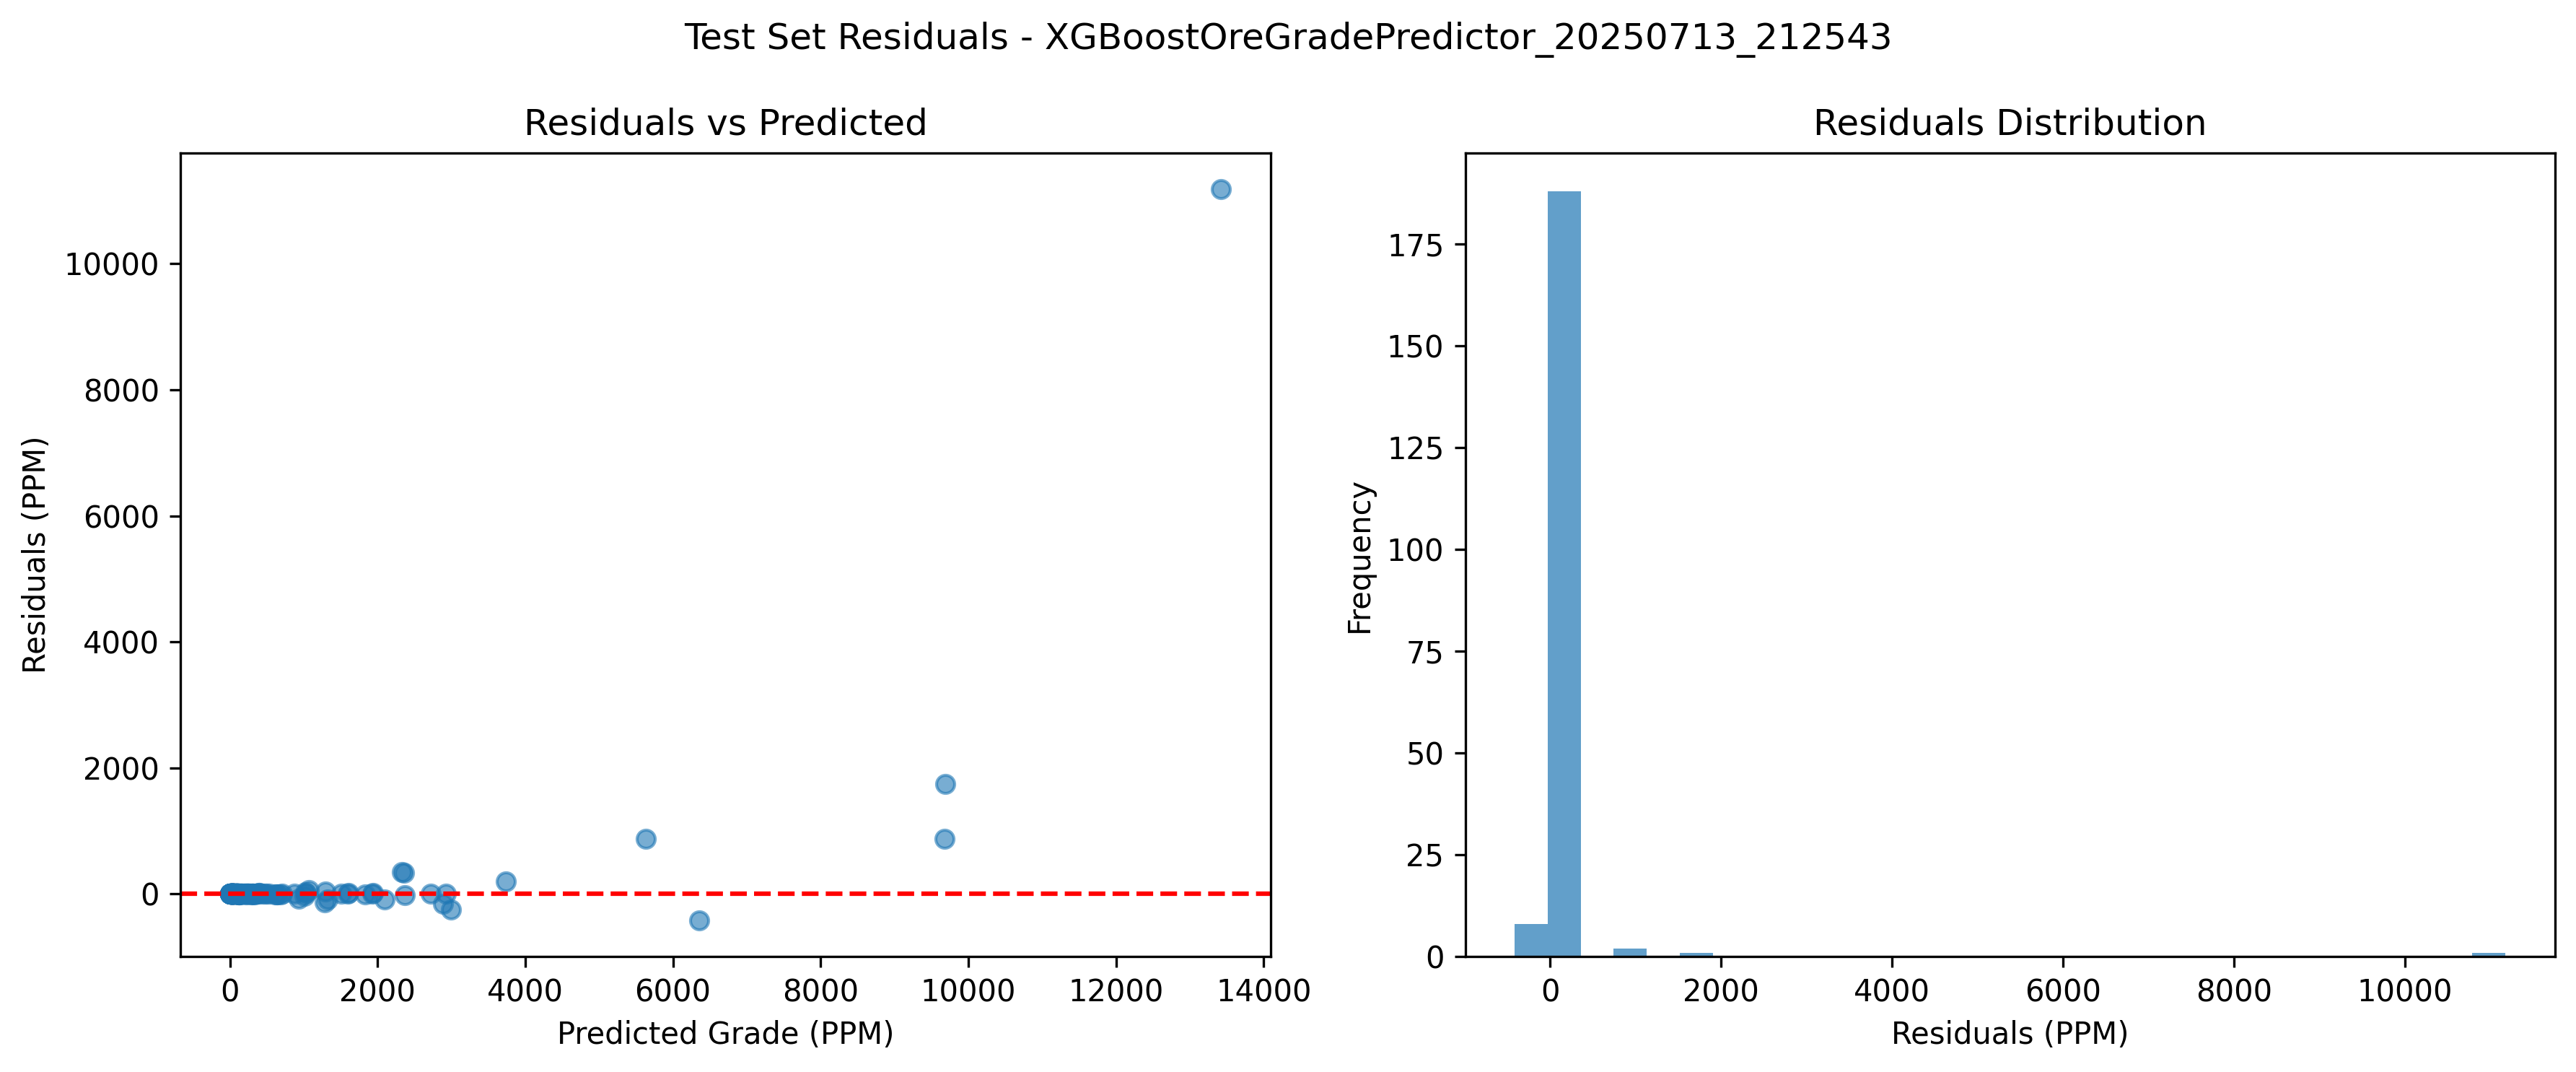 Test Set Residuals - XGBoostOreGradePredictor_20250713_212543
Residuals vs Predicted
Residuals (PPM)
10000
8000
6000
4000
2000
0
0 2000 4000 6000 8000 10000 12000 14000
Predicted Grade (PPM)
Residuals Distribution
Frequency
175
150
125
100
75
50
25
0
0 2000 4000 6000 8000 10000
Residuals (PPM)